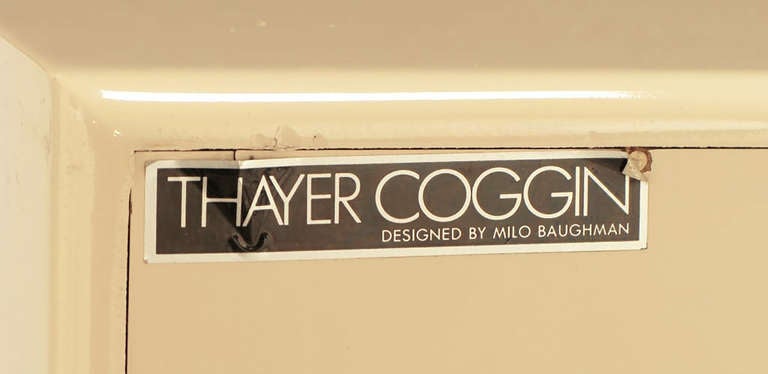 THAYER COGGIN
DESIGNED BY MILO BAUGHMAN